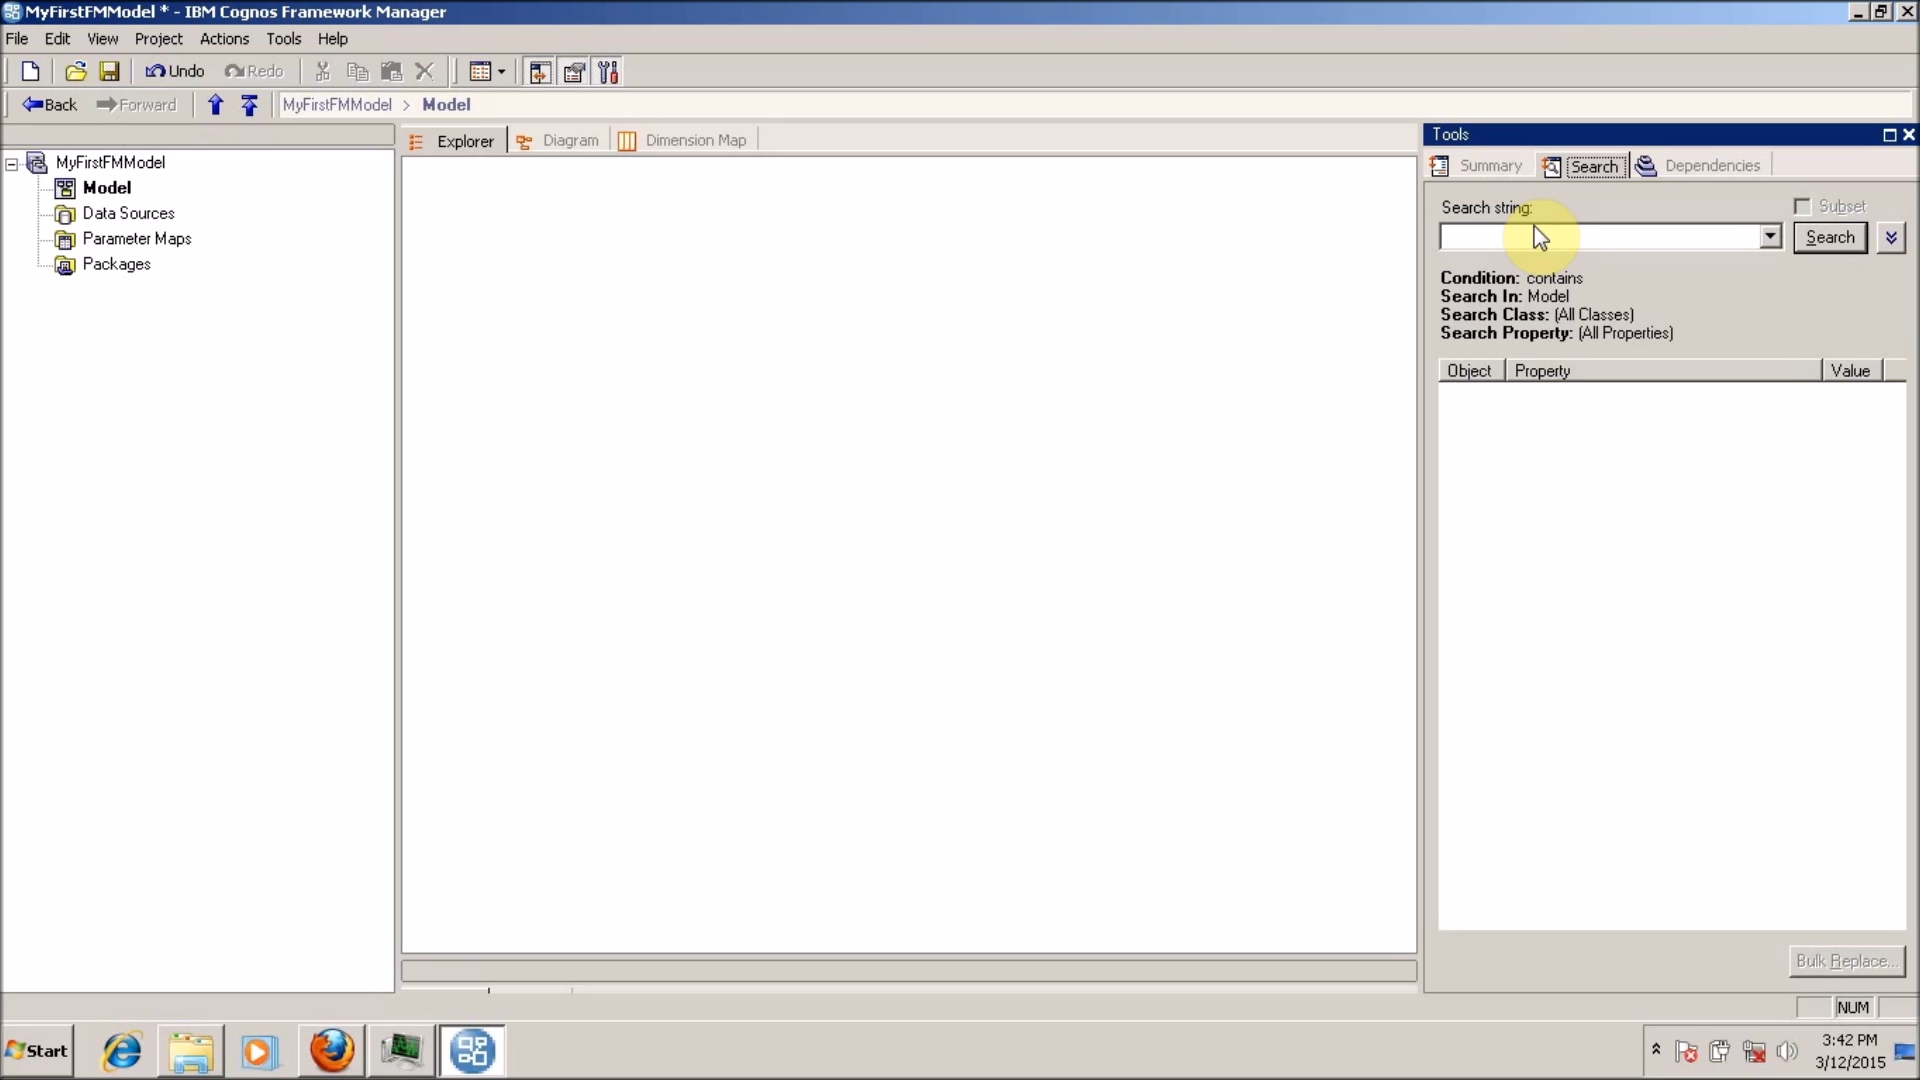 MyFirstFMModel * - IBM Cognos Framework Manager
File Edit View Project Actions Tools Help
Undo Redo
Back Forward MyFirstFMModel > Model
Explorer Diagram Dimension Map
Tools
MyFirstFMModel
Model
Data Sources
Parameter Maps
Packages
Summary Search Dependencies
Search string: Subset
Search
Condition: contains
Search In: Model
Search Class: (All Classes)
Search Property: (All Properties)
Object Property Value
Bulk Replace...
NUM
Start
3:42 PM
3/12/2015